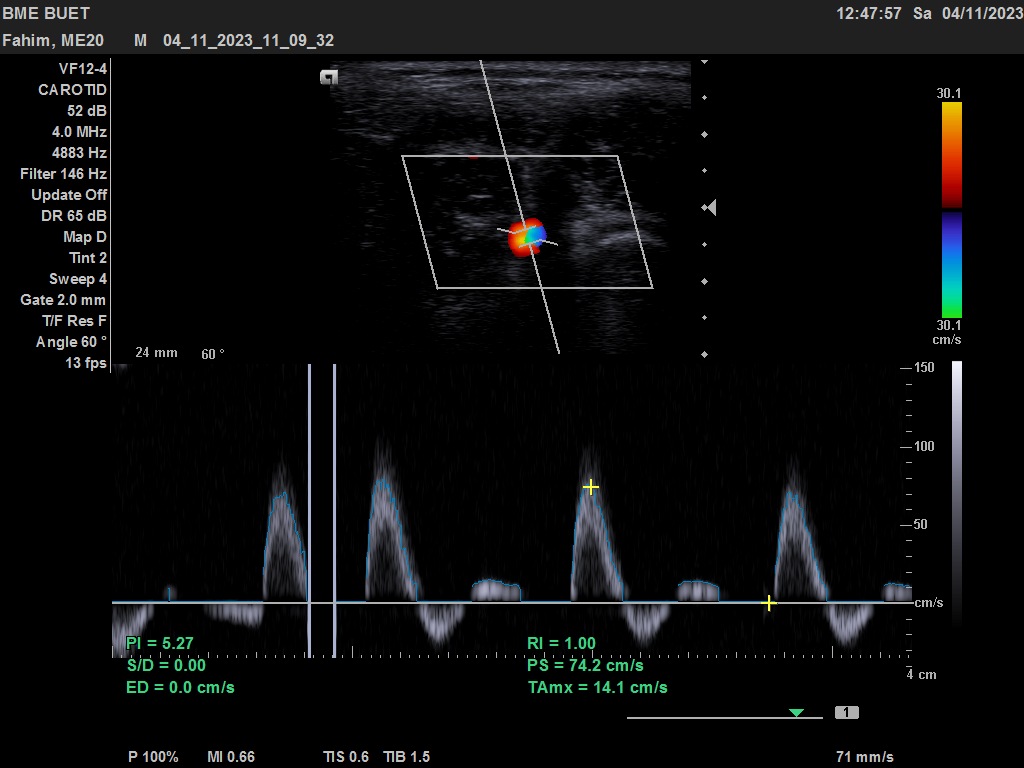 BME BUET
12:47:57 Sa 04/11/2023
Fahim, ME20 M 04_11_2023_11_09_32
VF12-4
CAROTID
52 dB
4.0 MHz
4883 Hz
Filter 146 Hz
Update Off
DR 65 dB
Map D
Tint 2
Sweep 4
Gate 2.0 mm
T/F Res F
Angle 60 °
13 fps
24 mm 60 °
30.1
30.1
cm/s
150
100
50
cm/s
4 cm
PI = 5.27
S/D = 0.00
ED = 0.0 cm/s
RI = 1.00
PS = 74.2 cm/s
TAmx = 14.1 cm/s
1
P 100% MI 0.66 TIS 0.6 TIB 1.5 71 mm/s